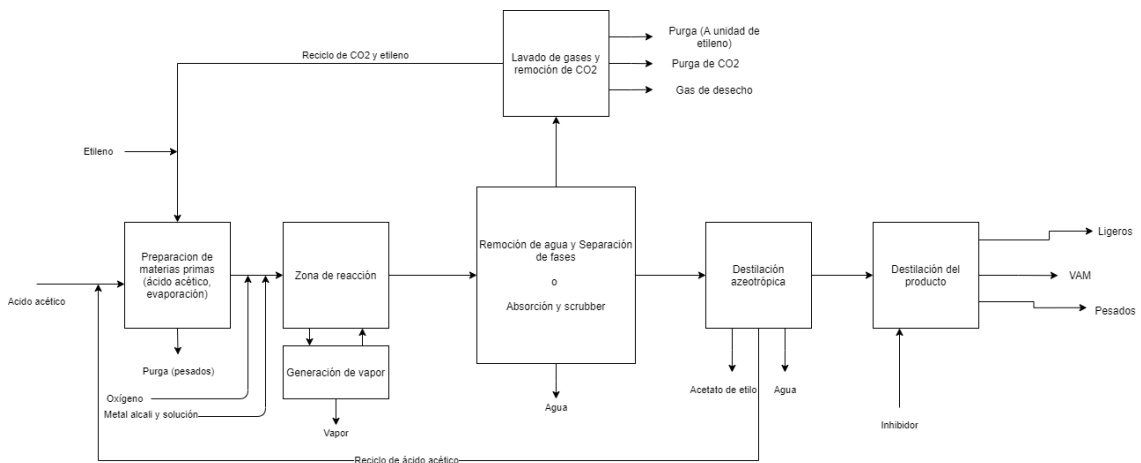 Purga (A unidad de
etileno)
Lavado de gases y
remoción de CO2
Reciclo de CO2 y etileno
Purga de CO2
Gas de desecho
Etileno
Preparacion de
materias primas
(ácido acético,
evaporación)
Zona de reacción
Remoción de agua y Separación
de fases
o
Absorción y scrubber
Destilación
azeotrópica
Destilación del
producto
Ligeros
VAM
Pesados
Acido acético
Purga (pesados)
Generación de vapor
Oxígeno
Metal alcali y solución
Vapor
Agua
Acetato de etilo
Agua
Inhibidor
Reciclo de ácido acético